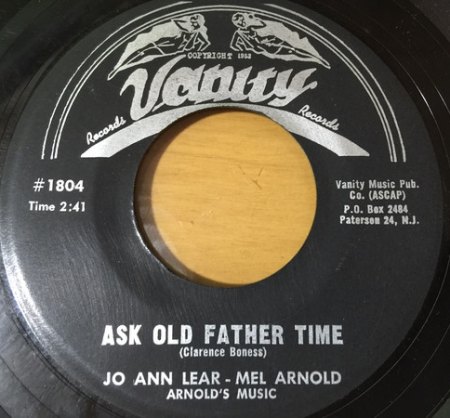 COPYRIGHT 1953
Vanity
Records
Records
#1804
Time 2:41
Vanity Music Pub.
Co. (ASCAP)
P.O. Box 2484
Paterson 24, N.J.
ASK OLD FATHER TIME
(Clarence Boness)
JO ANN LEAR - MEL ARNOLD
ARNOLD'S MUSIC